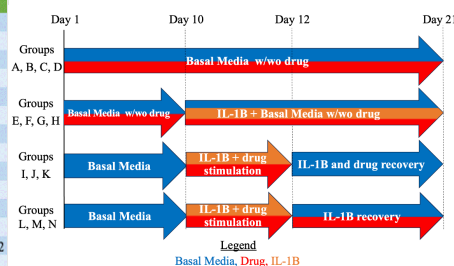 Day 1 Day 10 Day 12 Day 21
Groups
A, B, C, D
Basal Media w/wo drug
Groups
E, F, G, H
Basal Media w/wo drug
IL-1B + Basal Media w/wo drug
Groups
I, J, K
Basal Media
IL-1B + drug
stimulation
IL-1B and drug recovery
Groups
L, M, N
Basal Media
IL-1B + drug
stimulation
IL-1B recovery
2
Legend
Basal Media, Drug, IL-1B